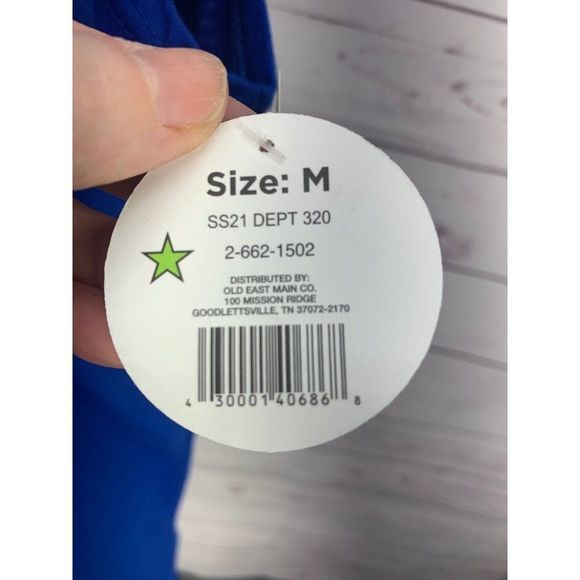 Size: M
SS21 DEPT 320
2-662-1502
DISTRIBUTED BY:
OLD EAST MAIN CO.
100 MISSION RIDGE
GOODLETTSVILLE, TN 37072-2170
4 30001 40686 8